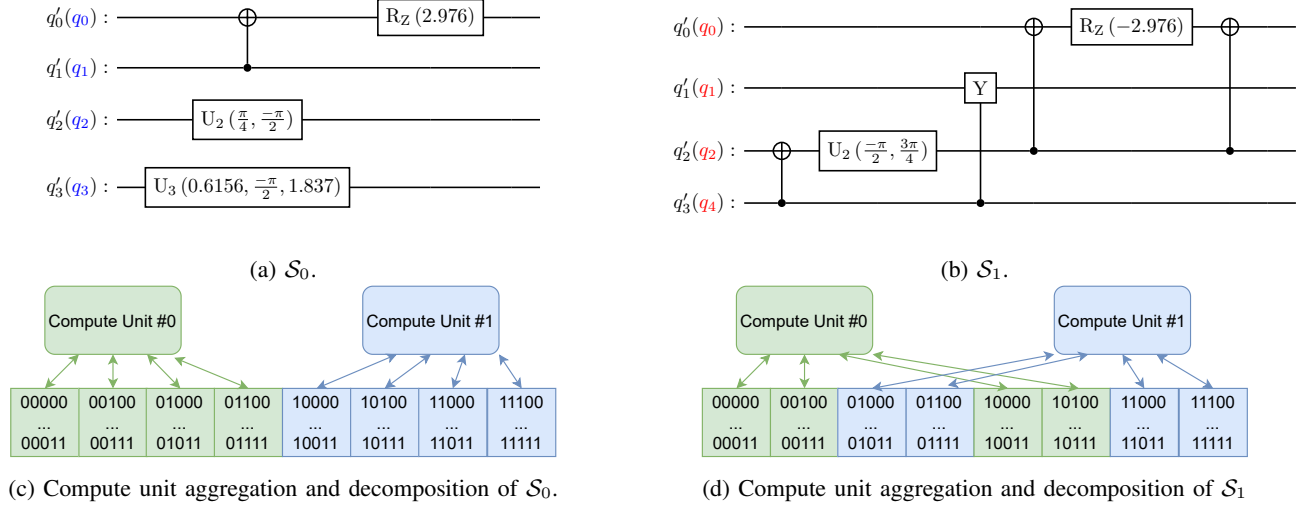 q′₀(q₀) :
R_Z (2.976)
q′₁(q₁) :
q′₂(q₂) :
U₂ (π/4, −π/2)
q′₃(q₃) :
U₃ (0.6156, −π/2, 1.837)
(a) 𝒮₀.
q′₀(q₀) :
R_Z (−2.976)
q′₁(q₁) :
Y
q′₂(q₂) :
U₂ (−π/2, 3π/4)
q′₃(q₄) :
(b) 𝒮₁.
Compute Unit #0
Compute Unit #1
00000 00100 01000 01100 10000 10100 11000 11100
... ... ... ... ... ... ... ...
00011 00111 01011 01111 10011 10111 11011 11111
(c) Compute unit aggregation and decomposition of 𝒮₀.
Compute Unit #0
Compute Unit #1
00000 00100 01000 01100 10000 10100 11000 11100
... ... ... ... ... ... ... ...
00011 00111 01011 01111 10011 10111 11011 11111
(d) Compute unit aggregation and decomposition of 𝒮₁